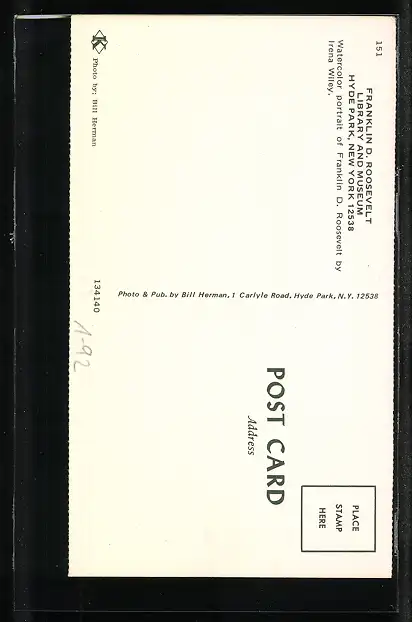 151
FRANKLIN D. ROOSEVELT
LIBRARY AND MUSEUM
HYDE PARK, NEW YORK 12538
Watercolor portrait of Franklin D. Roosevelt by
Irena Wiley.
K
Photo by: Bill Herman
134140
Photo & Pub. by Bill Herman, 1 Carlyle Road, Hyde Park, N.Y. 12538
POST CARD
Address
PLACE
STAMP
HERE
1-92